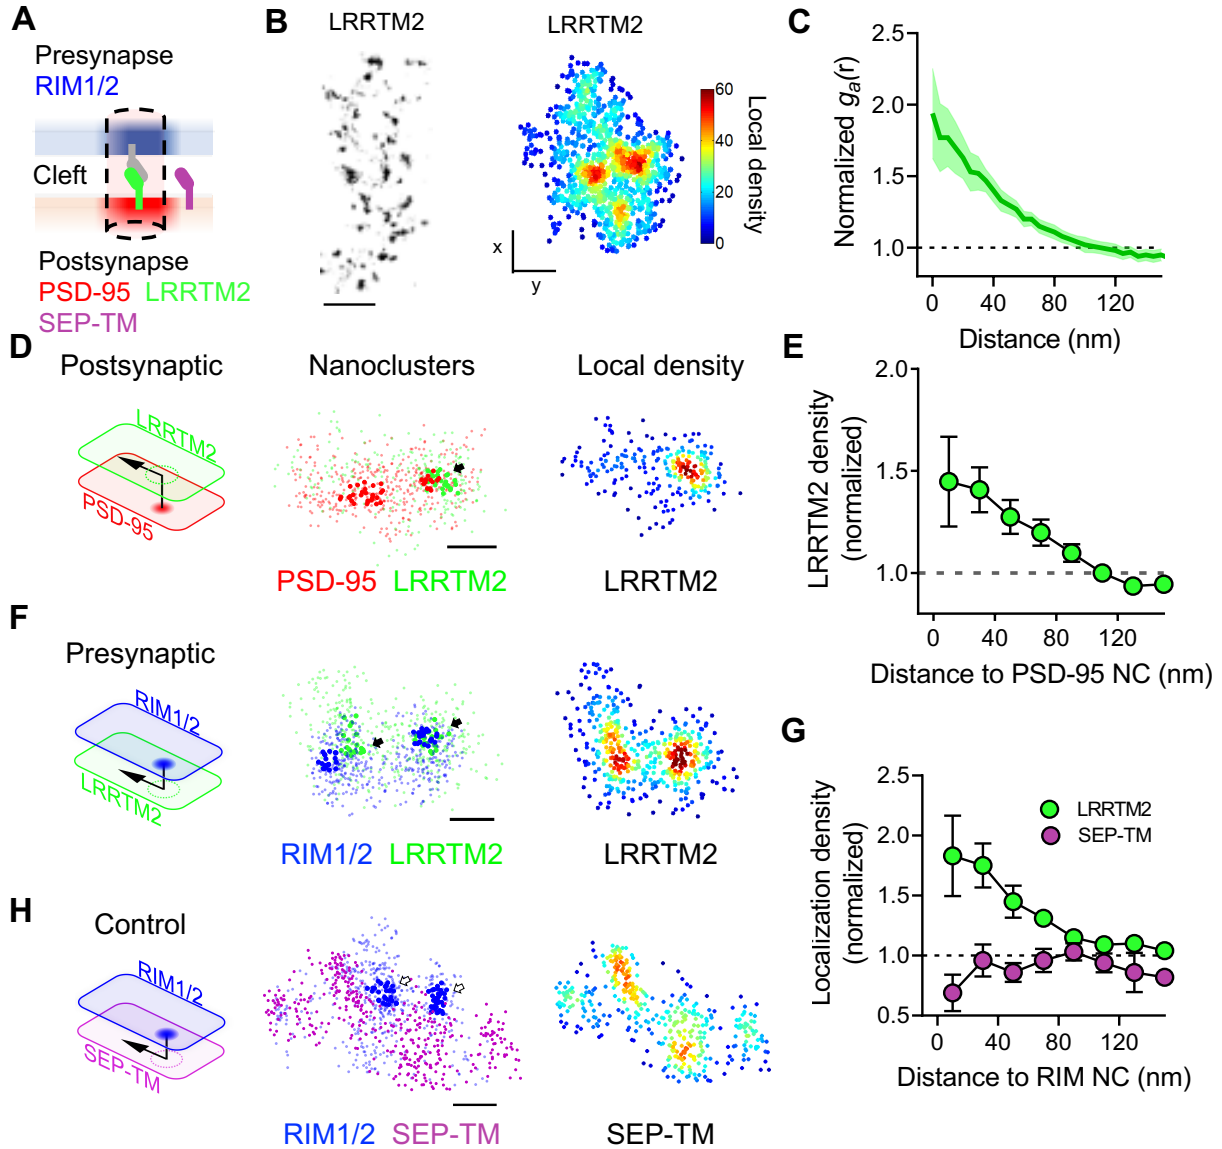 A
Presynapse
RIM1/2
Cleft
Postsynapse
PSD-95 LRRTM2
SEP-TM
B
LRRTM2
LRRTM2
60
40
20
0
Local density
x
y
C
2.5
2.0
1.5
1.0
Normalized ga(r)
0 40 80 120
Distance (nm)
D
Postsynaptic
LRRTM2
PSD-95
Nanoclusters
PSD-95 LRRTM2
Local density
LRRTM2
E
2.0
1.5
1.0
LRRTM2 density
(normalized)
0 40 80 120
Distance to PSD-95 NC (nm)
F
Presynaptic
RIM1/2
LRRTM2
RIM1/2 LRRTM2
LRRTM2
G
2.5
2.0
1.5
1.0
0.5
Localization density
(normalized)
LRRTM2
SEP-TM
0 40 80 120
Distance to RIM NC (nm)
H
Control
RIM1/2
SEP-TM
RIM1/2 SEP-TM
SEP-TM